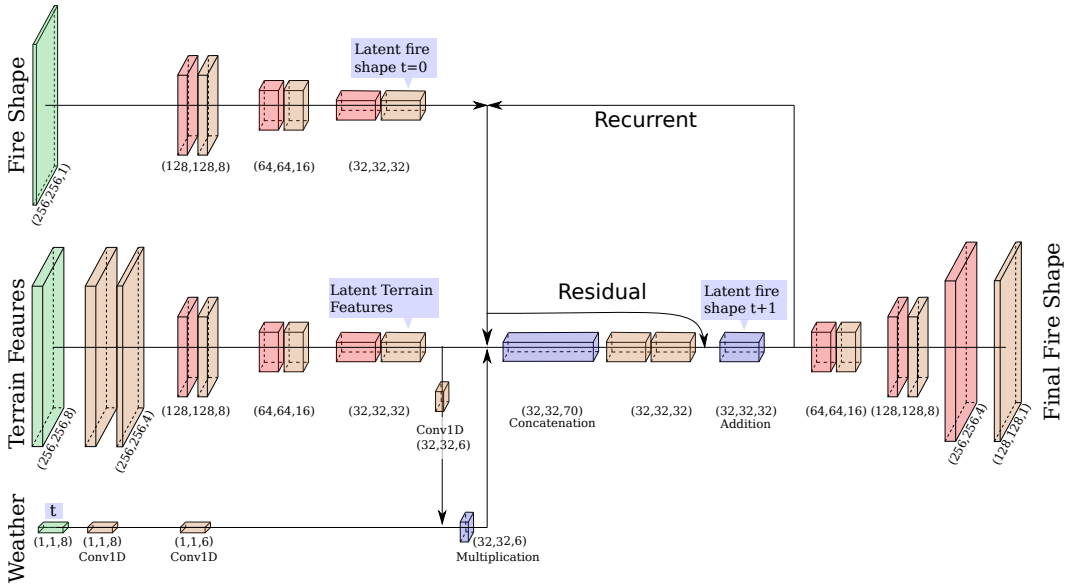 Fire Shape
(256,256,1)
(128,128,8)
(64,64,16)
Latent fire
shape t=0
(32,32,32)
Recurrent
Terrain Feaures
(256,256,8)
(256,256,4)
(128,128,8)
(64,64,16)
Latent Terrain
Features
(32,32,32)
Conv1D
(32,32,6)
Residual
(32,32,70)
Concatenation
(32,32,32)
Latent fire
shape t+1
(32,32,32)
Addition
(64,64,16)
(128,128,8)
(256,256,4)
(128,128,1)
Final Fire Shape
Weather
t
(1,1,8)
(1,1,8)
Conv1D
(1,1,6)
Conv1D
(32,32,6)
Multiplication